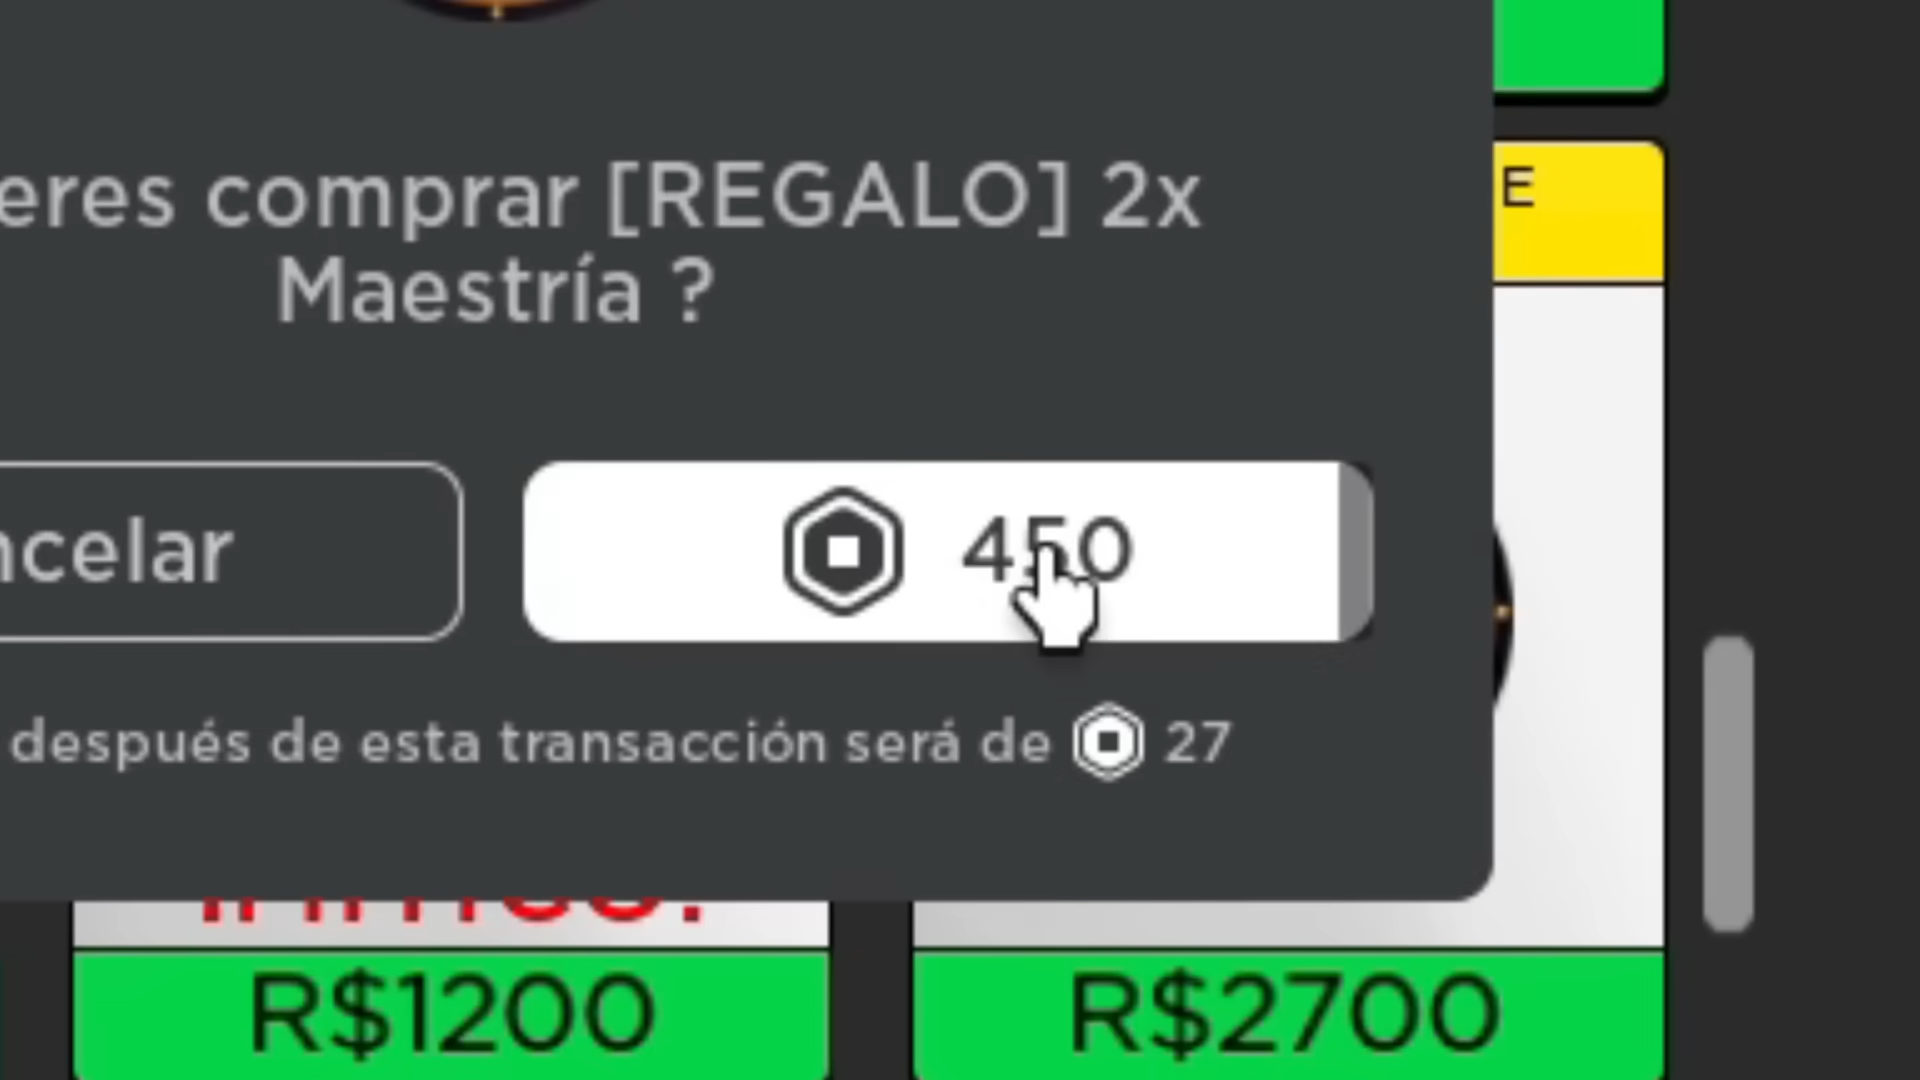 eres comprar [REGALO] 2x
Maestría ?
E
ncelar
450
después de esta transacción será de 27
R$1200
R$2700